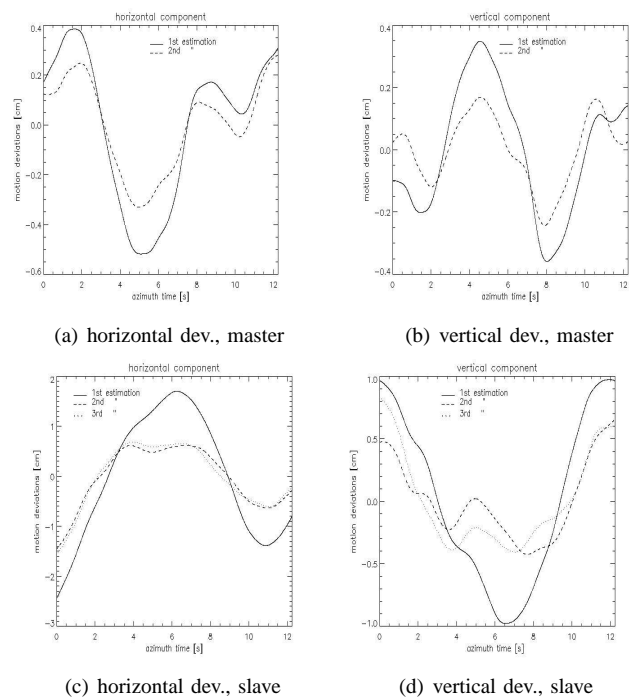 horizontal component
1st estimation
2nd "
motion deviations [cm]
0.4
0.2
0.0
-0.2
-0.4
-0.6
0 2 4 6 8 10 12
azimuth time [s]
(a) horizontal dev., master
vertical component
1st estimation
2nd "
motion deviations [cm]
0.4
0.2
0.0
-0.2
-0.4
0 2 4 6 8 10 12
azimuth time [s]
(b) vertical dev., master
horizontal component
1st estimation
2nd "
3rd "
motion deviations [cm]
2
1
0
-1
-2
-3
0 2 4 6 8 10 12
azimuth time [s]
(c) horizontal dev., slave
vertical component
1st estimation
2nd "
3rd "
motion deviations [cm]
1.0
0.5
0.0
-0.5
-1.0
0 2 4 6 8 10 12
azimuth time [s]
(d) vertical dev., slave